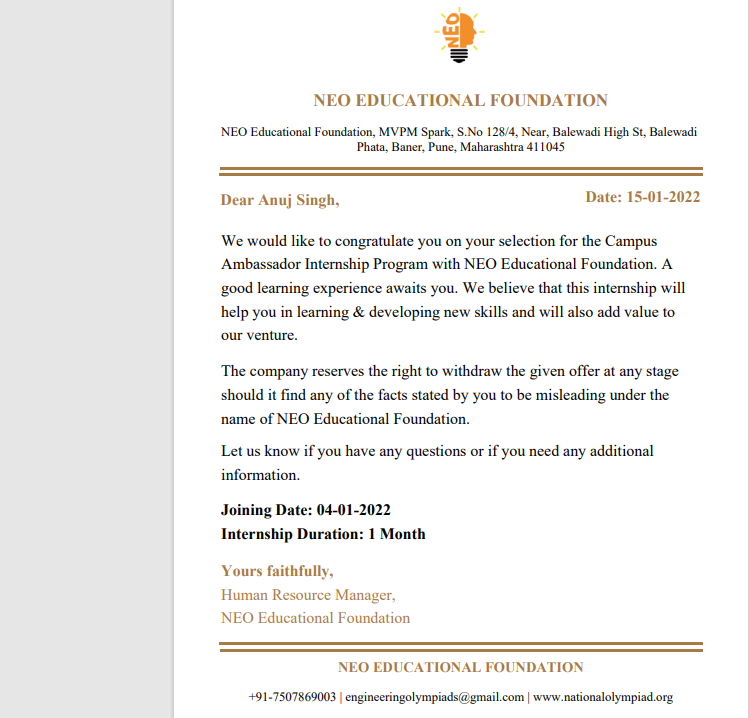 NEO
NEO EDUCATIONAL FOUNDATION
NEO Educational Foundation, MVPM Spark, S.No 128/4, Near, Balewadi High St, Balewadi
Phata, Baner, Pune, Maharashtra 411045
Dear Anuj Singh,
Date: 15-01-2022
We would like to congratulate you on your selection for the Campus
Ambassador Internship Program with NEO Educational Foundation. A
good learning experience awaits you. We believe that this internship will
help you in learning & developing new skills and will also add value to
our venture.
The company reserves the right to withdraw the given offer at any stage
should it find any of the facts stated by you to be misleading under the
name of NEO Educational Foundation.
Let us know if you have any questions or if you need any additional
information.
Joining Date: 04-01-2022
Internship Duration: 1 Month
Yours faithfully,
Human Resource Manager,
NEO Educational Foundation
NEO EDUCATIONAL FOUNDATION
+91-7507869003 | engineeringolympiads@gmail.com | www.nationalolympiad.org